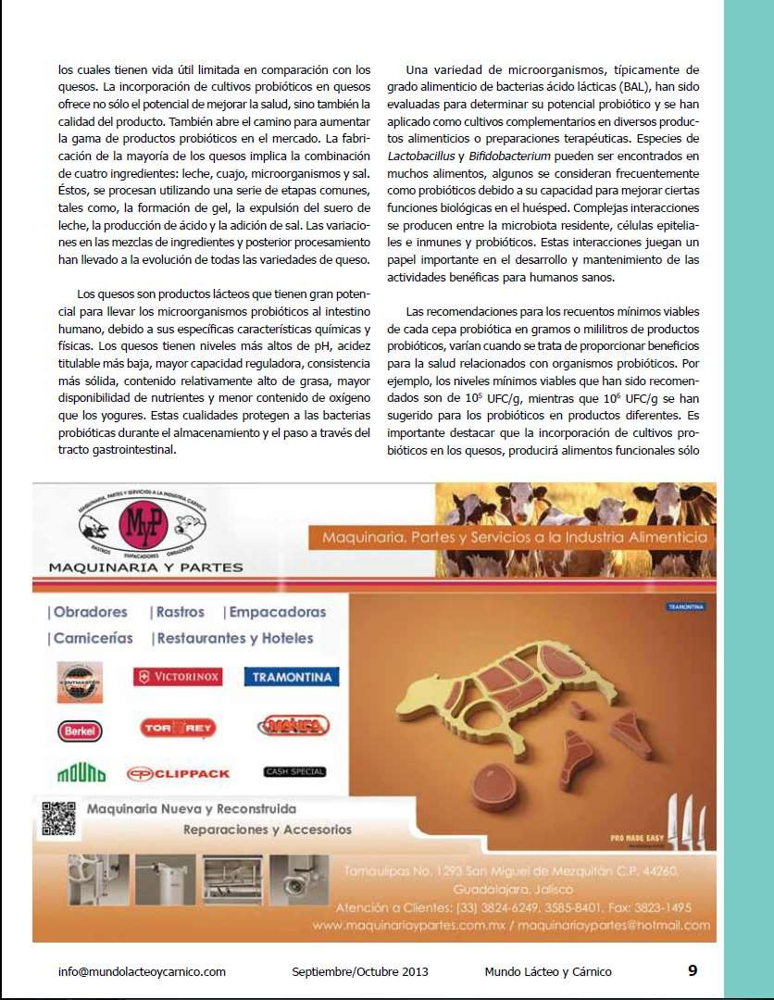 los cuales tienen vida útil limitada en comparación con los
quesos. La incorporación de cultivos probióticos en quesos
ofrece no sólo el potencial de mejorar la salud, sino también la
calidad del producto. También abre el camino para aumentar
la gama de productos probióticos en el mercado. La fabri-
cación de la mayoría de los quesos implica la combinación
de cuatro ingredientes: leche, cuajo, microorganismos y sal.
Éstos, se procesan utilizando una serie de etapas comunes,
tales como, la formación de gel, la expulsión del suero de
leche, la producción de ácido y la adición de sal. Las variacio-
nes en las mezclas de ingredientes y posterior procesamiento
han llevado a la evolución de todas las variedades de queso.
Los quesos son productos lácteos que tienen gran poten-
cial para llevar los microorganismos probióticos al intestino
humano, debido a sus específicas características químicas y
físicas. Los quesos tienen niveles más altos de pH, acidez
titulable más baja, mayor capacidad reguladora, consistencia
más sólida, contenido relativamente alto de grasa, mayor
disponibilidad de nutrientes y menor contenido de oxígeno
que los yogures. Estas cualidades protegen a las bacterias
probióticas durante el almacenamiento y el paso a través del
tracto gastrointestinal.
Una variedad de microorganismos, típicamente de
grado alimenticio de bacterias ácido lácticas (BAL), han sido
evaluadas para determinar su potencial probiótico y se han
aplicado como cultivos complementarios en diversos produc-
tos alimenticios o preparaciones terapéuticas. Especies de
Lactobacillus y Bifidobacterium pueden ser encontrados en
muchos alimentos, algunos se consideran frecuentemente
como probióticos debido a su capacidad para mejorar ciertas
funciones biológicas en el huésped. Complejas interacciones
se producen entre la microbiota residente, células epitelia-
les e inmunes y probióticos. Estas interacciones juegan un
papel importante en el desarrollo y mantenimiento de las
actividades benéficas para humanos sanos.
Las recomendaciones para los recuentos mínimos viables
de cada cepa probiótica en gramos o mililitros de productos
probióticos, varían cuando se trata de proporcionar beneficios
para la salud relacionados con organismos probióticos. Por
ejemplo, los niveles mínimos viables que han sido recomen-
dados son de 10⁵ UFC/g, mientras que 10⁶ UFC/g se han
sugerido para los probióticos en productos diferentes. Es
importante destacar que la incorporación de cultivos pro-
bióticos en los quesos, producirá alimentos funcionales sólo
MAQUINARIA, PARTES Y SERVICIOS A LA INDUSTRIA CARNICA
MyP
RASTROS EMPACADORES OBRADORES
MAQUINARIA Y PARTES
Maquinaria, Partes y Servicios a la Industria Alimenticia
|Obradores |Rastros |Empacadoras
|Carnicerías |Restaurantes y Hoteles
TRAMONTINA
VICTORINOX
TRAMONTINA
Berkel
TOR REY
CLIPPACK
CASH SPECIAL
Maquinaria Nueva y Reconstruida
Reparaciones y Accesorios
PRO MADE EASY
Tamaulipas No. 1293 San Miguel de Mezquitán C.P. 44260,
Guadalajara, Jalisco
Atención a Clientes: (33) 3824-6249, 3585-8401, Fax: 3823-1495
www.maquinariaypartes.com.mx / maquinariaypartes@hotmail.com
info@mundolacteoycarnico.com Septiembre/Octubre 2013 Mundo Lácteo y Cárnico 9